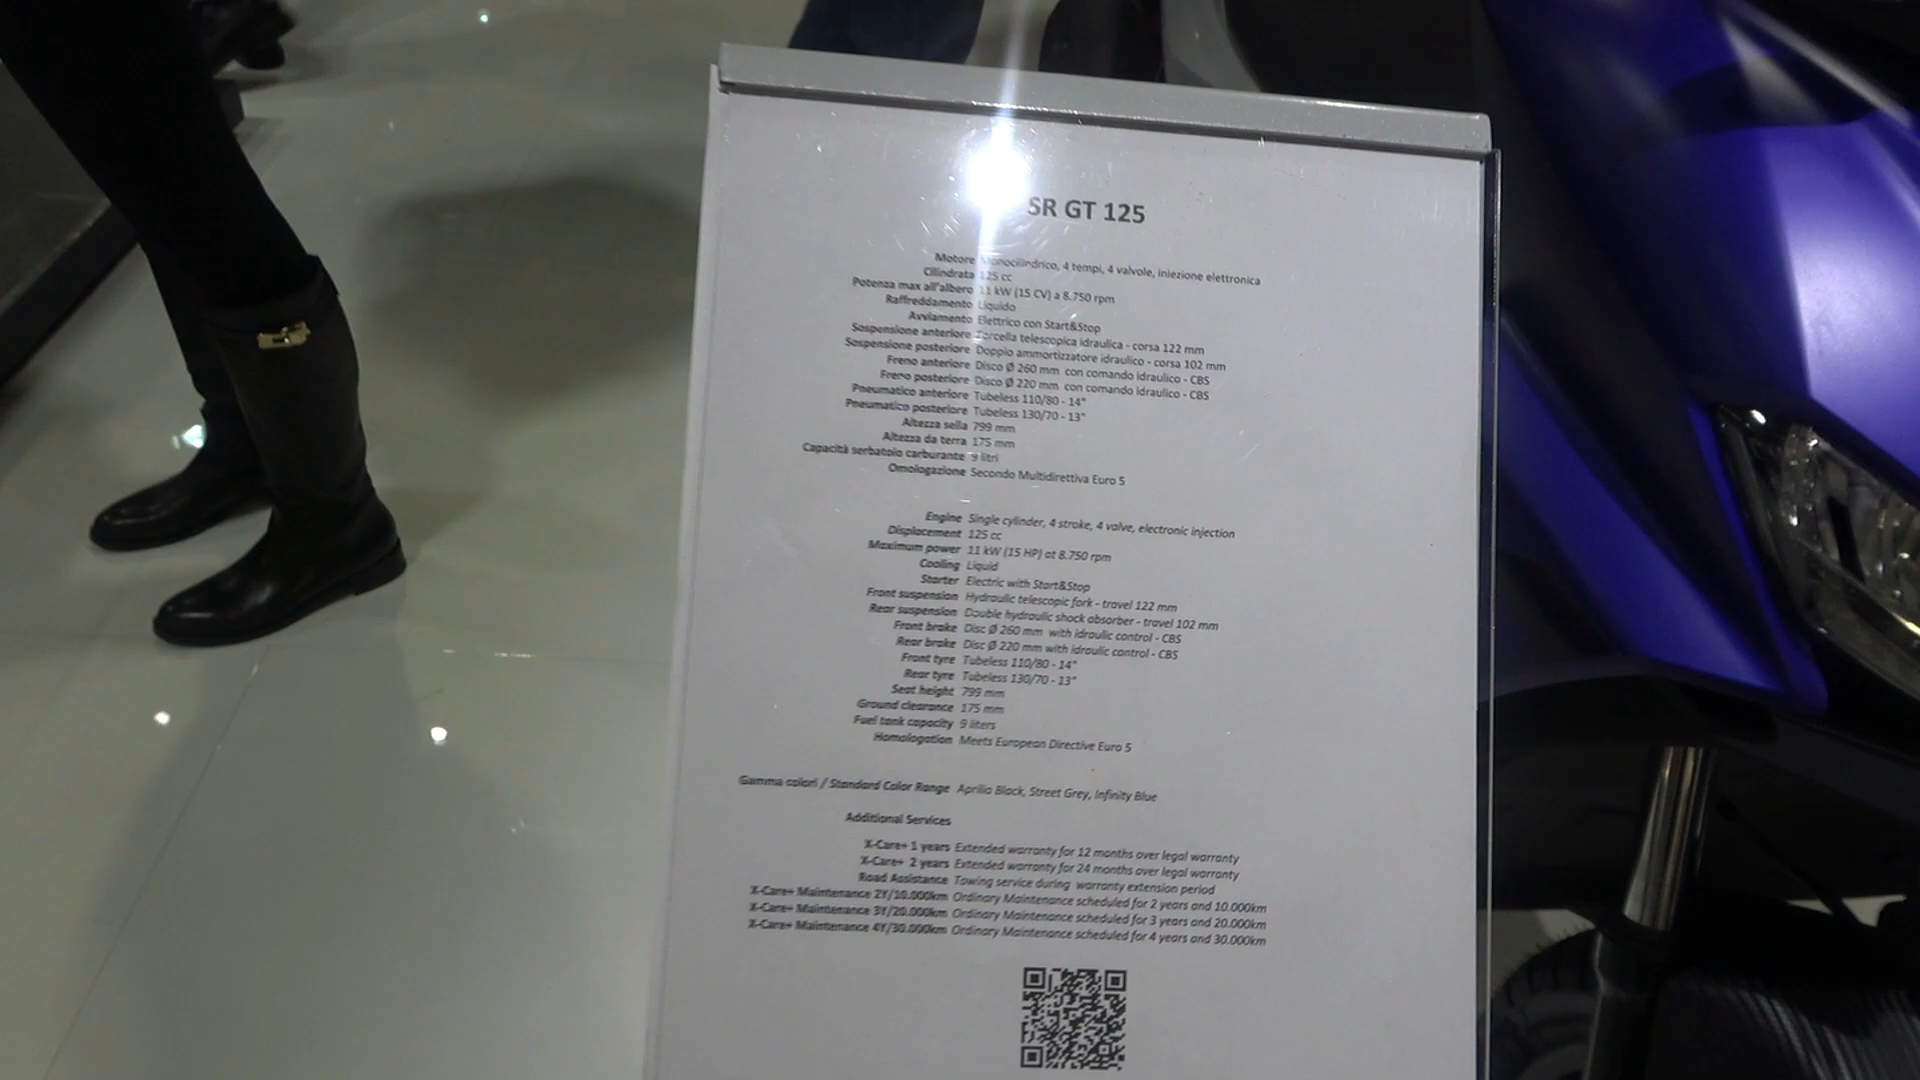 SR GT 125
Motore Monocilindrico, 4 tempi, 4 valvole, iniezione elettronica
Cilindrata 125 cc
Potenza max all'albero 11 kW (15 CV) a 8.750 rpm
Raffreddamento Liquido
Avviamento Elettrico con Start&Stop
Sospensione anteriore Forcella telescopica idraulica - corsa 122 mm
Sospensione posteriore Doppio ammortizzatore idraulico - corsa 102 mm
Freno anteriore Disco Ø 260 mm con comando idraulico - CBS
Freno posteriore Disco Ø 220 mm con comando idraulico - CBS
Pneumatico anteriore Tubeless 110/80 - 14"
Pneumatico posteriore Tubeless 130/70 - 13"
Altezza sella 799 mm
Altezza da terra 175 mm
Capacità serbatoio carburante 9 litri
Omologazione Secondo Multidirettiva Euro 5
Engine Single cylinder, 4 stroke, 4 valve, electronic injection
Displacement 125 cc
Maximum power 11 kW (15 HP) at 8.750 rpm
Cooling Liquid
Starter Electric with Start&Stop
Front suspension Hydraulic telescopic fork - travel 122 mm
Rear suspension Double hydraulic shock absorber - travel 102 mm
Front brake Disc Ø 260 mm with idraulic control - CBS
Rear brake Disc Ø 220 mm with idraulic control - CBS
Front tyre Tubeless 110/80 - 14"
Rear tyre Tubeless 130/70 - 13"
Seat height 799 mm
Ground clearance 175 mm
Fuel tank capacity 9 liters
Homologation Meets European Directive Euro 5
Gamma colori / Standard Color Range Aprilia Black, Street Grey, Infinity Blue
Additional Services
X-Care+ 1 years Extended warranty for 12 months over legal warranty
X-Care+ 2 years Extended warranty for 24 months over legal warranty
Road Assistance Towing service during warranty extension period
X-Care+ Maintenance 2Y/10.000km Ordinary Maintenance scheduled for 2 years and 10.000km
X-Care+ Maintenance 3Y/20.000km Ordinary Maintenance scheduled for 3 years and 20.000km
X-Care+ Maintenance 4Y/30.000km Ordinary Maintenance scheduled for 4 years and 30.000km